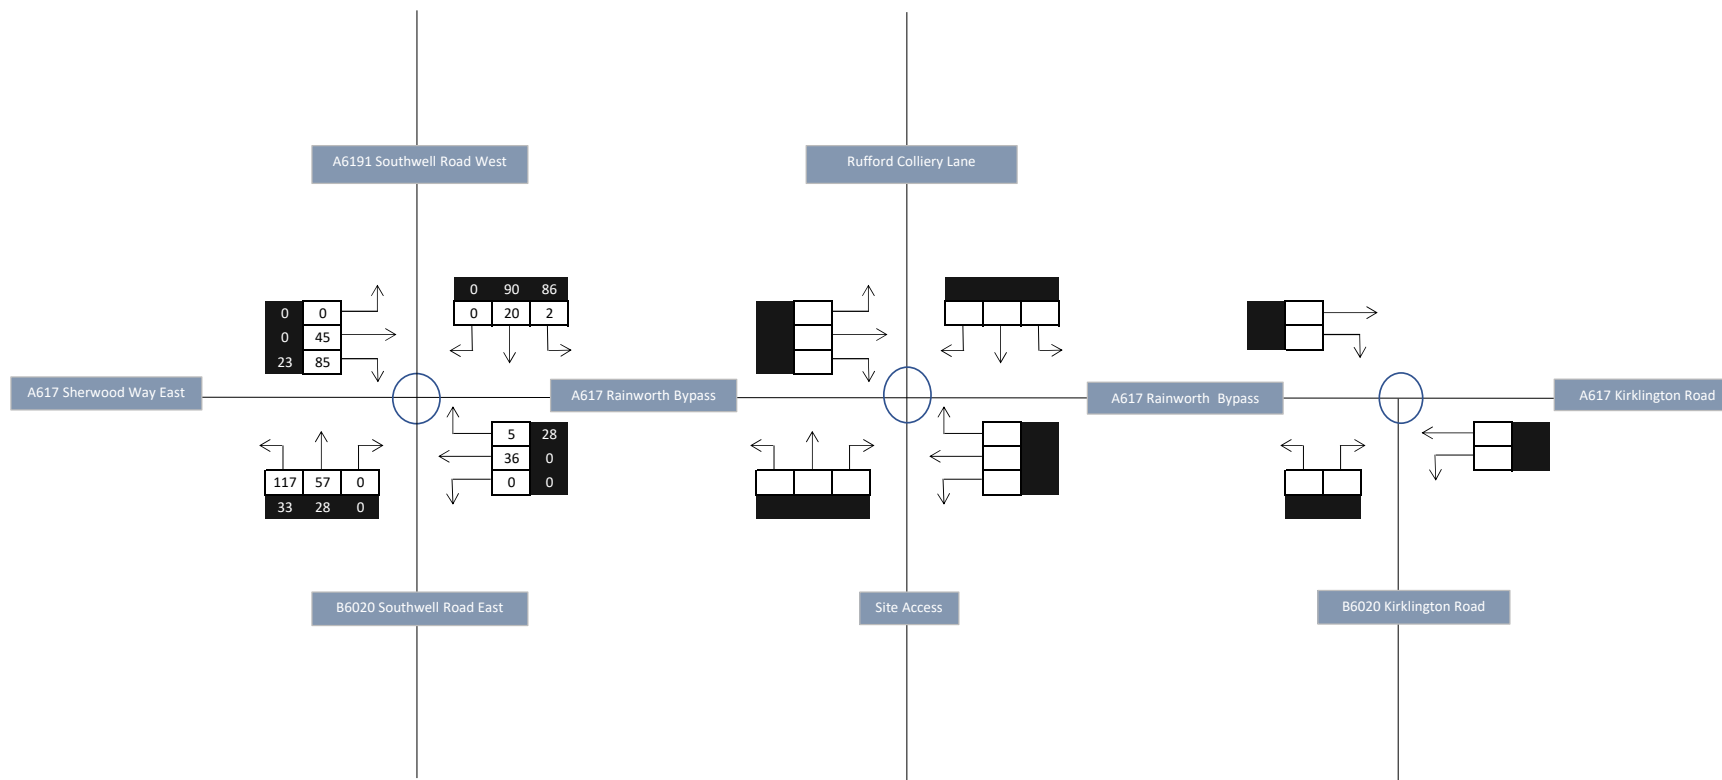 A6191 Southwell Road West
Rufford Colliery Lane
0 90 86
0 20 2
0 0
0 45
23 85
A617 Sherwood Way East
A617 Rainworth Bypass
A617 Rainworth Bypass
A617 Kirklington Road
5 28
36 0
0 0
117 57 0
33 28 0
B6020 Southwell Road East
Site Access
B6020 Kirklington Road